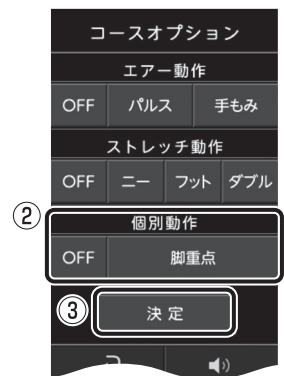 コースオプション
エアー動作
OFF パルス 手もみ
ストレッチ動作
OFF ニー フット ダブル
② 個別動作
OFF 脚重点
③ 決定